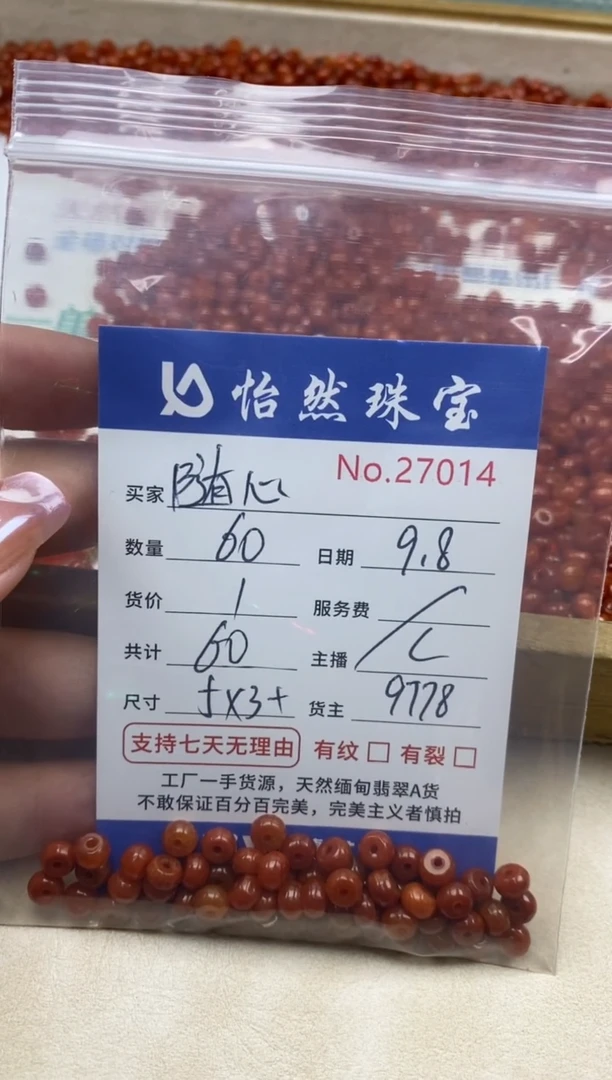 怡然珠宝
No.27014
买家 随心
数量 60 日期 9.8
货价 1 服务费
共计 60 主播 L
尺寸 5x3+ 货主 9778
支持七天无理由 有纹 □ 有裂 □
工厂一手货源，天然缅甸翡翠A货
不敢保证百分百完美，完美主义者慎拍